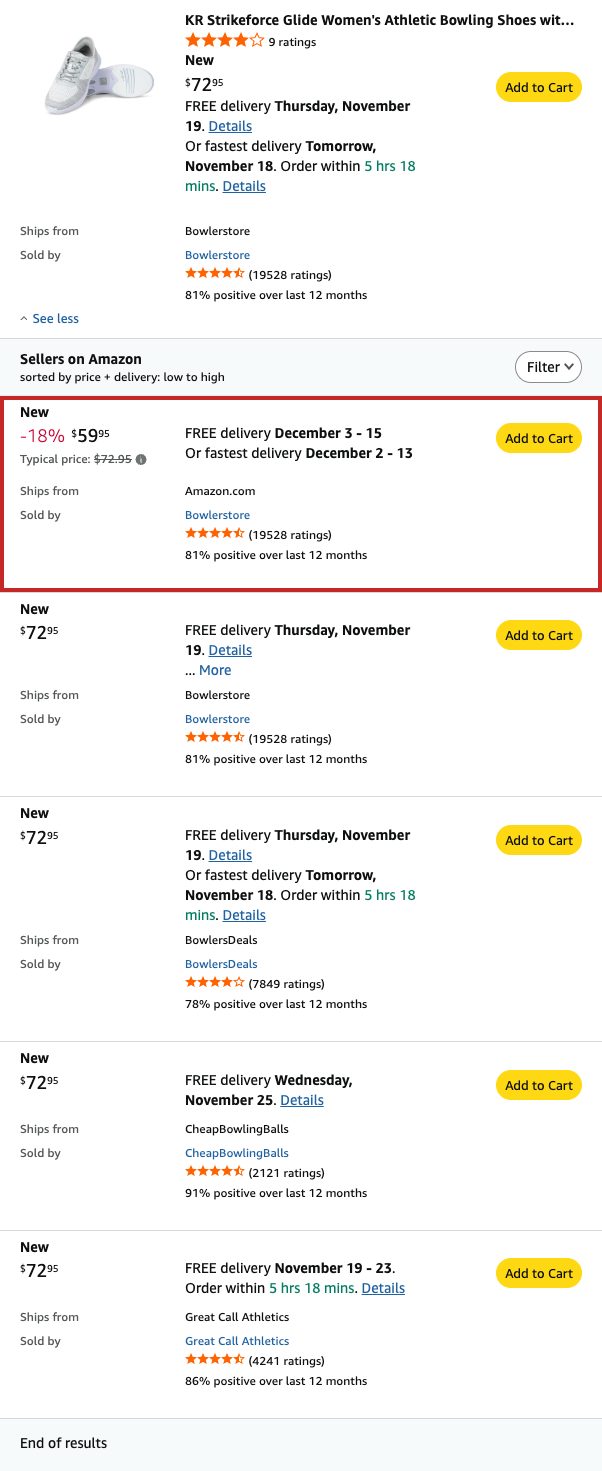 KR Strikeforce Glide Women's Athletic Bowling Shoes wit...
9 ratings
New
$72.95
Add to Cart
FREE delivery Thursday, November
19. Details
Or fastest delivery Tomorrow,
November 18. Order within 5 hrs 18
mins. Details
Ships from Bowlerstore
Sold by Bowlerstore
(19528 ratings)
81% positive over last 12 months
See less
Sellers on Amazon
sorted by price + delivery: low to high
Filter
New
-18% $59.95
Typical price: $72.95
FREE delivery December 3 - 15
Or fastest delivery December 2 - 13
Add to Cart
Ships from Amazon.com
Sold by Bowlerstore
(19528 ratings)
81% positive over last 12 months
New
$72.95
FREE delivery Thursday, November
19. Details
... More
Add to Cart
Ships from Bowlerstore
Sold by Bowlerstore
(19528 ratings)
81% positive over last 12 months
New
$72.95
FREE delivery Thursday, November
19. Details
Or fastest delivery Tomorrow,
November 18. Order within 5 hrs 18
mins. Details
Add to Cart
Ships from BowlersDeals
Sold by BowlersDeals
(7849 ratings)
78% positive over last 12 months
New
$72.95
FREE delivery Wednesday,
November 25. Details
Add to Cart
Ships from CheapBowlingBalls
Sold by CheapBowlingBalls
(2121 ratings)
91% positive over last 12 months
New
$72.95
FREE delivery November 19 - 23.
Order within 5 hrs 18 mins. Details
Add to Cart
Ships from Great Call Athletics
Sold by Great Call Athletics
(4241 ratings)
86% positive over last 12 months
End of results